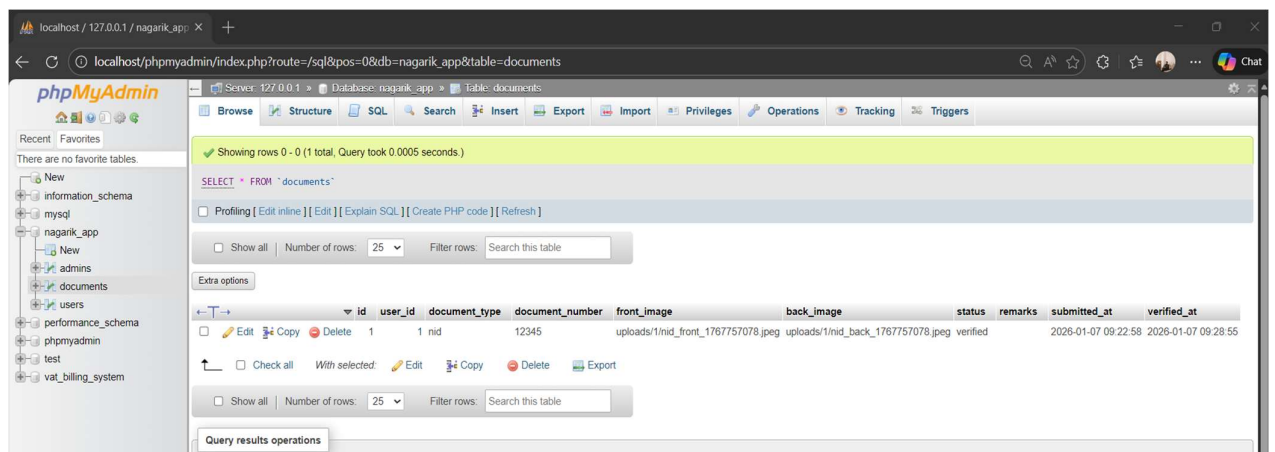 localhost / 127.0.0.1 / nagarik_app
localhost/phpmyadmin/index.php?route=/sql&pos=0&db=nagarik_app&table=documents
Chat
phpMyAdmin
Recent Favorites
There are no favorite tables.
New
information_schema
mysql
nagarik_app
New
admins
documents
users
performance_schema
phpmyadmin
test
vat_billing_system
Server: 127.0.0.1 » Database: nagarik_app » Table: documents
Browse Structure SQL Search Insert Export Import Privileges Operations Tracking Triggers
Showing rows 0 - 0 (1 total, Query took 0.0005 seconds.)
SELECT * FROM `documents`
Profiling [ Edit inline ] [ Edit ] [ Explain SQL ] [ Create PHP code ] [ Refresh ]
Show all | Number of rows: 25 Filter rows: Search this table
Extra options
id user_id document_type document_number front_image back_image status remarks submitted_at verified_at
Edit Copy Delete 1 1 nid 12345 uploads/1/nid_front_1767757078.jpeg uploads/1/nid_back_1767757078.jpeg verified 2026-01-07 09:22:58 2026-01-07 09:28:55
Check all With selected: Edit Copy Delete Export
Show all | Number of rows: 25 Filter rows: Search this table
Query results operations